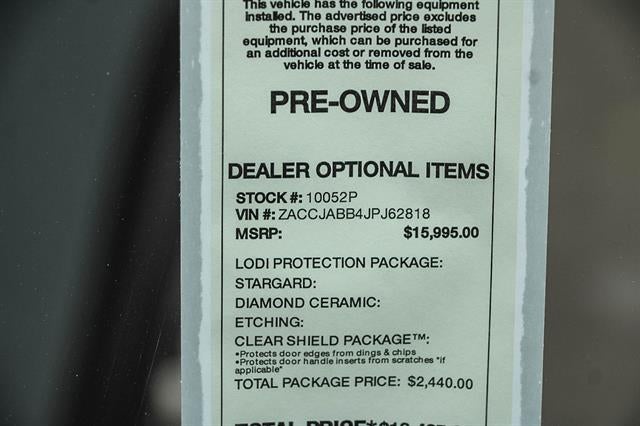 This vehicle has the following equipment
installed. The advertised price excludes
the purchase price of the listed
equipment, which can be purchased for
an additional cost or removed from the
vehicle at the time of sale.
PRE-OWNED
DEALER OPTIONAL ITEMS
STOCK #: 10052P
VIN #: ZACCJABB4JPJ62818
MSRP: $15,995.00
LODI PROTECTION PACKAGE:
STARGARD:
DIAMOND CERAMIC:
ETCHING:
CLEAR SHIELD PACKAGE™:
*Protects door edges from dings & chips
*Protects door handle inserts from scratches *if
applicable*
TOTAL PACKAGE PRICE: $2,440.00
TOTAL PRICE*